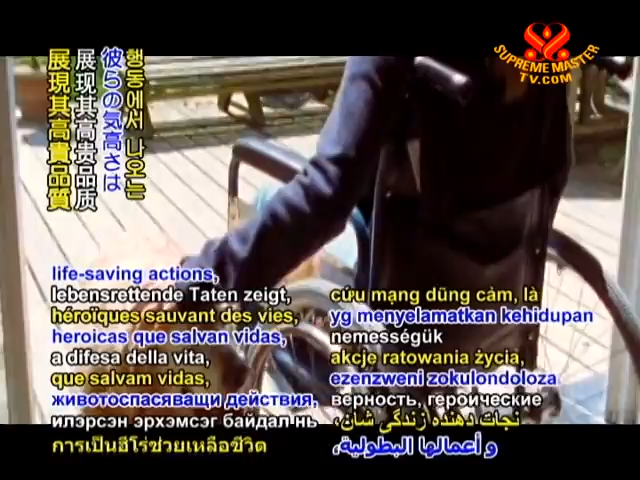 SUPREME MASTER
TV.COM
행동에서 나오는
彼らの気高さは
展现其高贵品质
展現其高貴品質
life-saving actions,
lebensrettende Taten zeigt,
héroïques sauvant des vies,
heroicas que salvan vidas,
a difesa della vita,
que salvam vidas,
животоспасяващи действия,
илэрсэн эрхэмсэг байдал нь
การเป็นฮีโร่ช่วยเหลือชีวิต
cứu mạng dũng cảm, là
yg menyelamatkan kehidupan
nemességük
akcje ratowania życia,
ezenzweni zokulondoloza
верность, героические
نجات دهنده زندگی شأن،
و أعمالها البطولية،